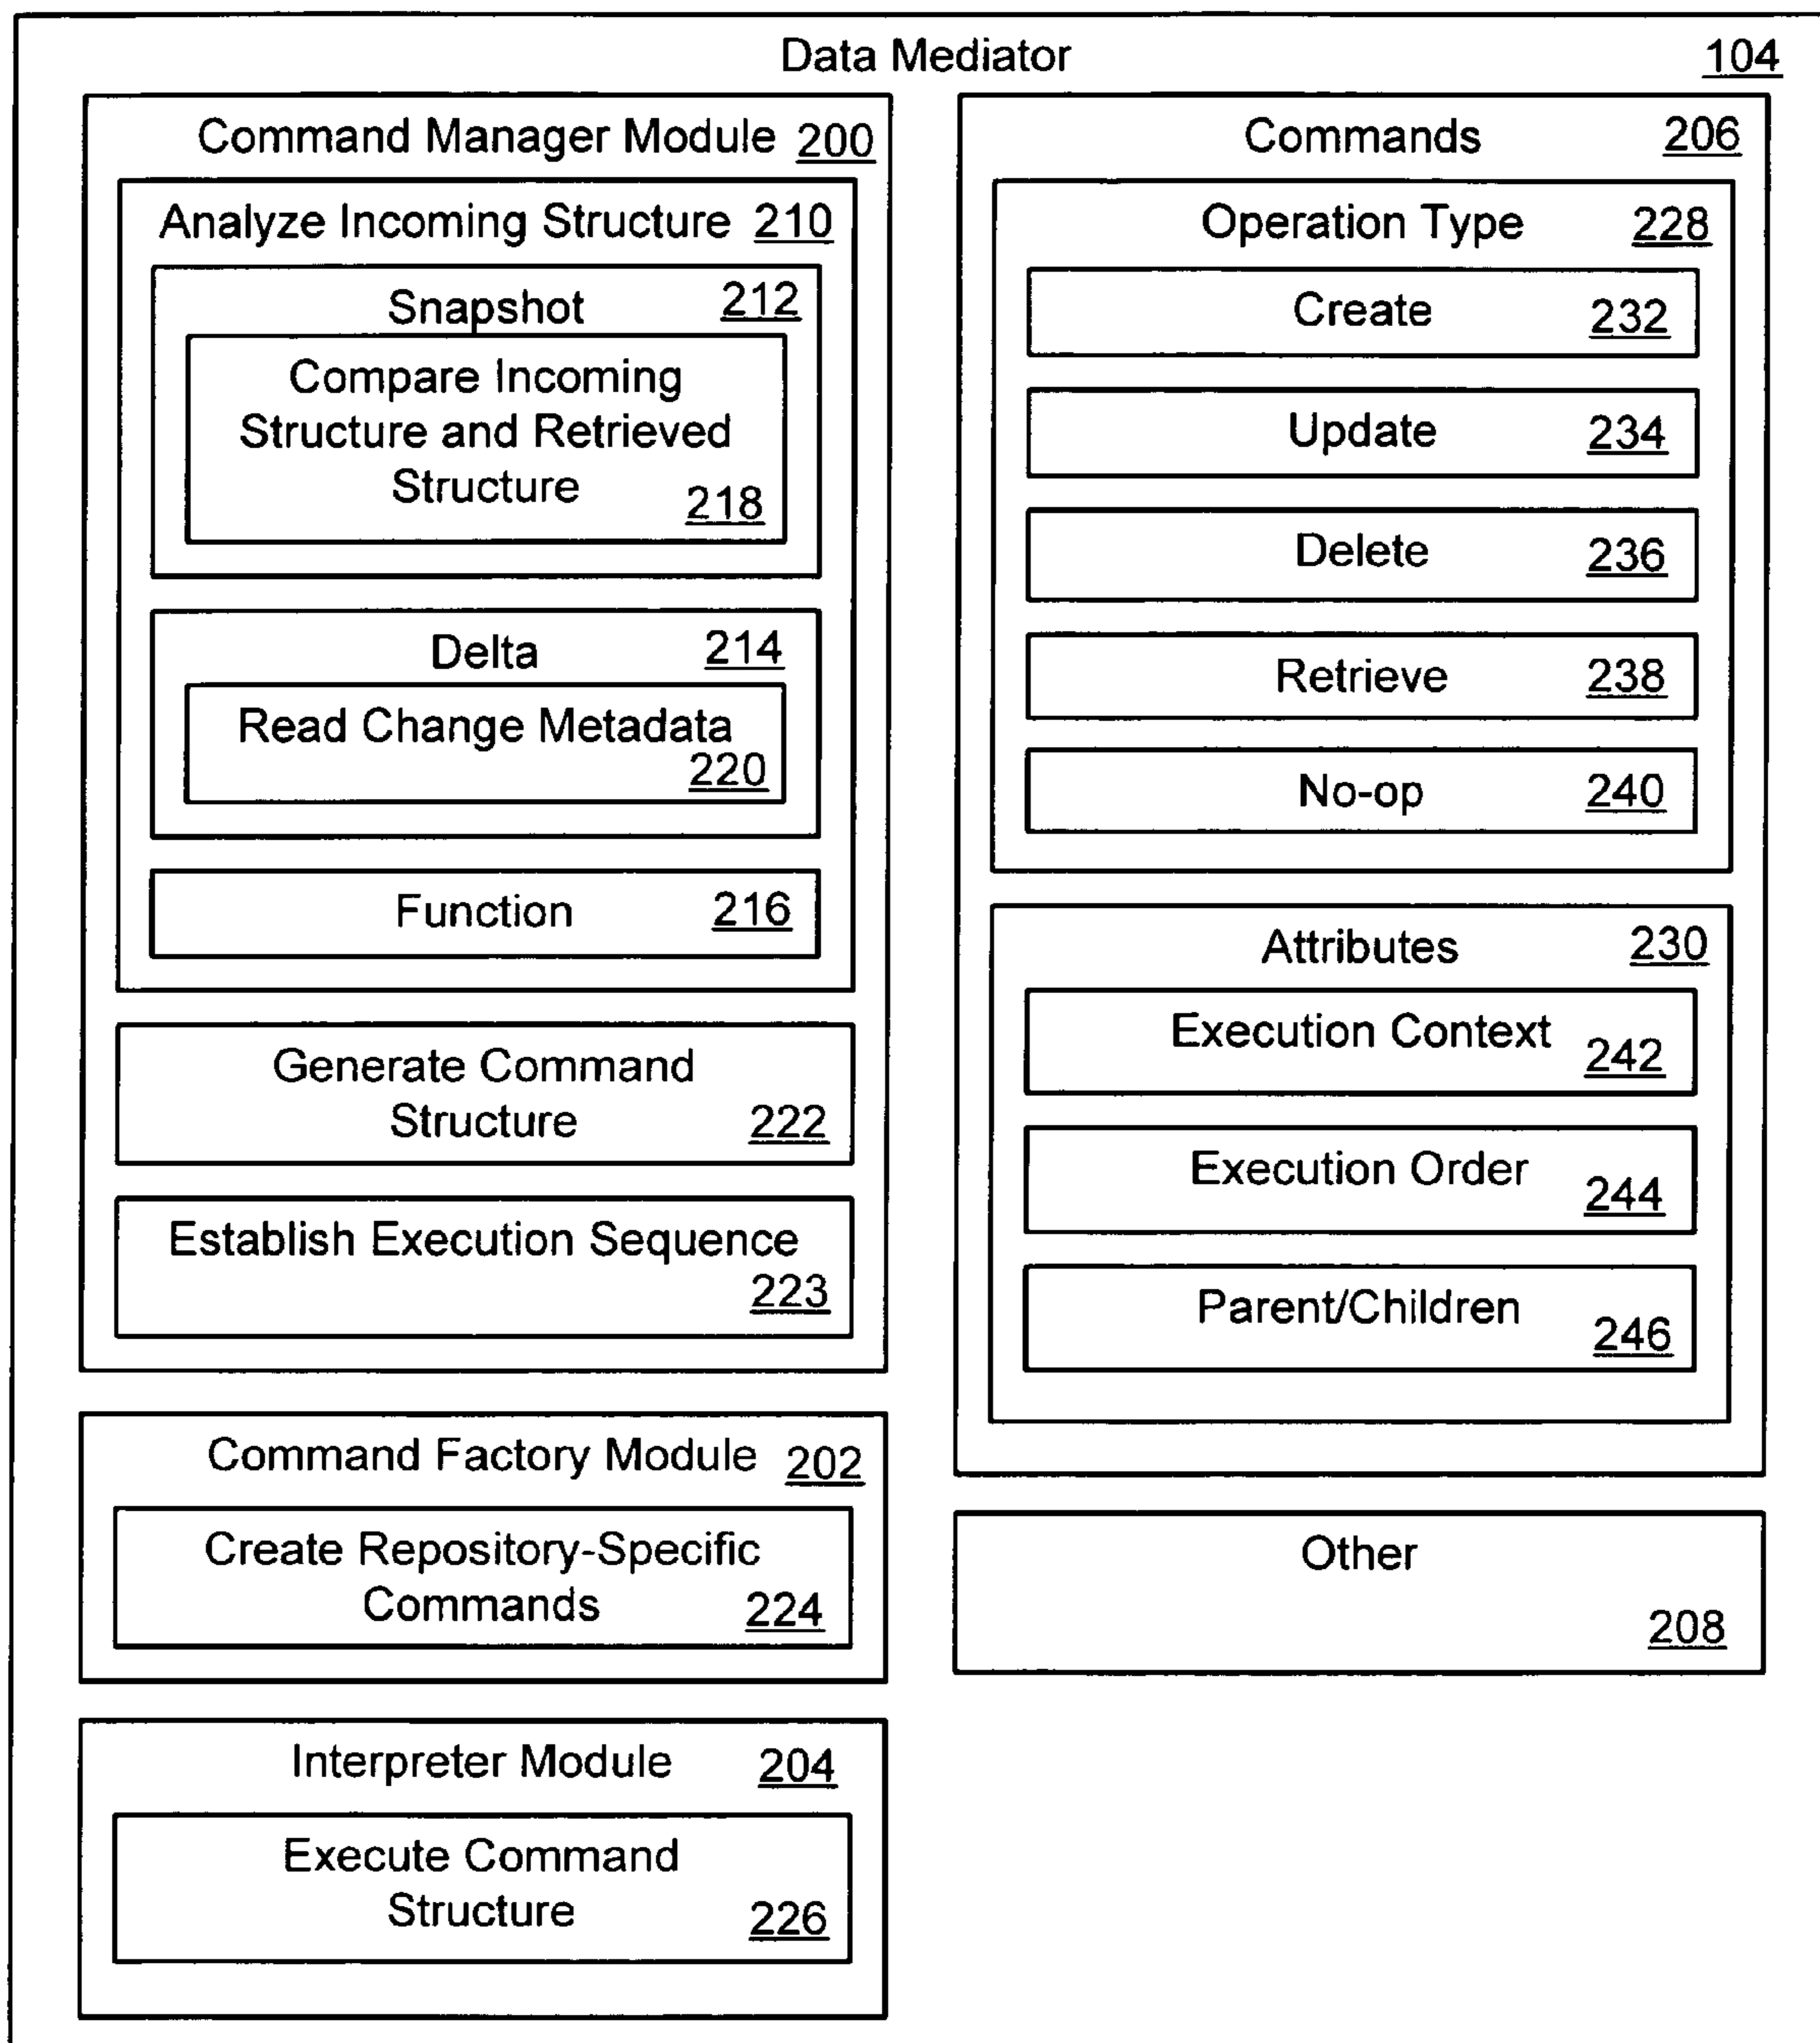 Data Mediator 104
Command Manager Module 200
Analyze Incoming Structure 210
Snapshot 212
Compare Incoming
Structure and Retrieved
Structure
218
Delta 214
Read Change Metadata
220
Function 216
Generate Command
Structure 222
Establish Execution Sequence
223
Command Factory Module 202
Create Repository-Specific
Commands 224
Interpreter Module 204
Execute Command
Structure 226
Commands 206
Operation Type 228
Create 232
Update 234
Delete 236
Retrieve 238
No-op 240
Attributes 230
Execution Context
242
Execution Order
244
Parent/Children
246
Other
208